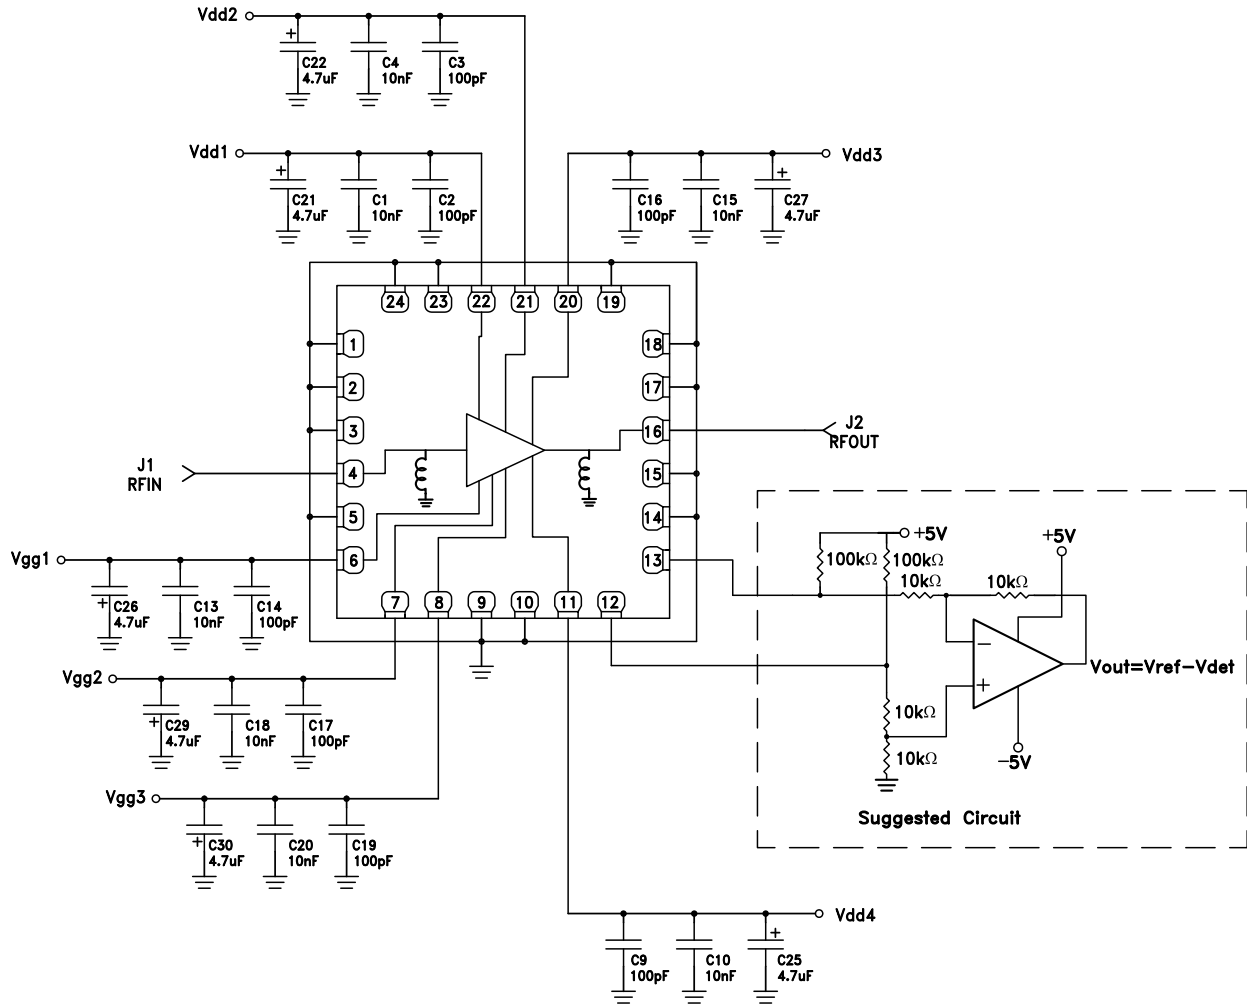 Vdd2
+
C22
4.7uF
C4
10nF
C3
100pF
Vdd1
+
C21
4.7uF
C1
10nF
C2
100pF
Vdd3
C16
100pF
C15
10nF
+
C27
4.7uF
24
23
22
21
20
19
1
2
3
4
5
6
18
17
16
15
14
13
7
8
9
10
11
12
J1
RFIN
J2
RFOUT
Vgg1
+
C26
4.7uF
C13
10nF
C14
100pF
Vgg2
+
C29
4.7uF
C18
10nF
C17
100pF
Vgg3
+
C30
4.7uF
C20
10nF
C19
100pF
+5V
100kΩ
100kΩ
10kΩ
10kΩ
+5V
−
+
Vout=Vref−Vdet
10kΩ
10kΩ
−5V
Suggested Circuit
Vdd4
C9
100pF
C10
10nF
+
C25
4.7uF